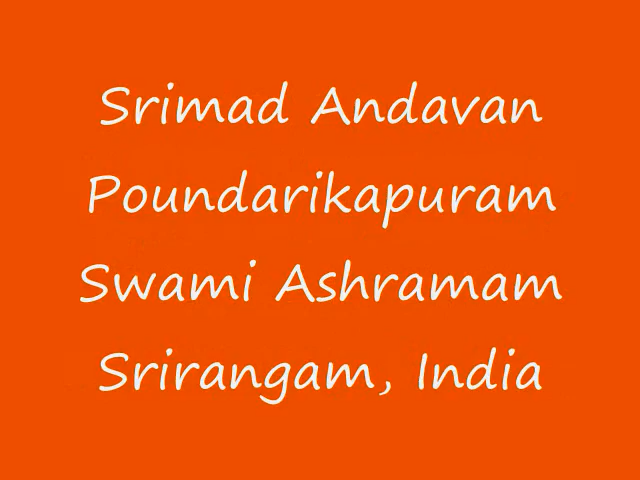 Srimad Andavan
Poundarikapuram
Swami Ashramam
Srirangam, India